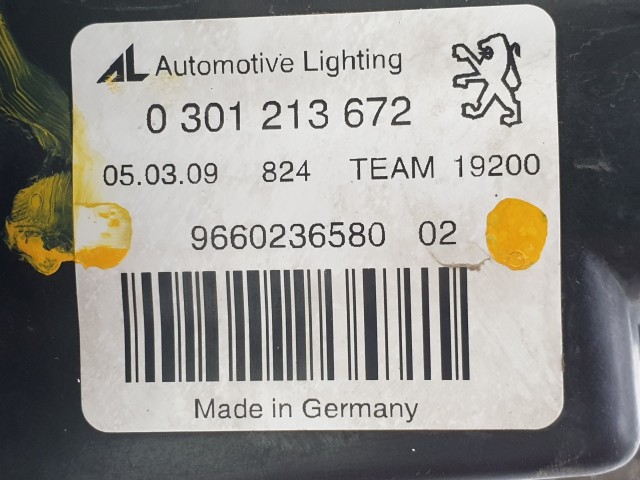 AL Automotive Lighting
0 301 213 672
05.03.09 824 TEAM 19200
9660236580 02
Made in Germany